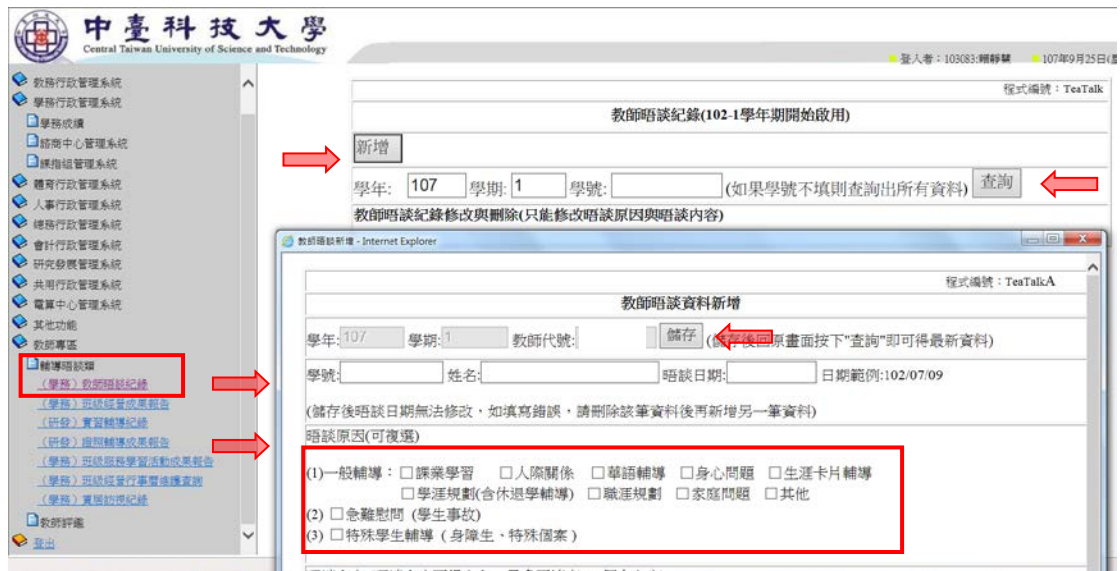 中臺科技大學
Central Taiwan University of Science and Technology
登入者：103083:賴靜慧 107年9月25日(星
教務行政管理系統
學務行政管理系統
學務成績
諮商中心管理系統
課指組管理系統
體育行政管理系統
人事行政管理系統
總務行政管理系統
會計行政管理系統
研究發展管理系統
共用行政管理系統
電算中心管理系統
其他功能
教師專區
輔導晤談類
（學務）教師晤談紀錄
（學務）班級經營成果報告
（研發）實習輔導紀錄
（研發）證照輔導成果報告
（學務）班級服務學習活動成果報告
（學務）班級經營行事曆維護查詢
（學務）賃居訪視紀錄
教師評鑑
登出
程式編號：TeaTalk
教師晤談紀錄(102-1學年期開始啟用)
新增
學年: 107 學期: 1 學號: (如果學號不填則查詢出所有資料) 查詢
教師晤談紀錄修改與刪除(只能修改晤談原因與晤談內容)
教師晤談新增 - Internet Explorer
程式編號：TeaTalkA
教師晤談資料新增
學年: 107 學期: 1 教師代號: 儲存 (儲存後回原畫面按下"查詢"即可得最新資料)
學號: 姓名: 晤談日期: 日期範例:102/07/09
(儲存後晤談日期無法修改，如填寫錯誤，請刪除該筆資料後再新增另一筆資料)
晤談原因(可複選)
(1)一般輔導：□課業學習 □人際關係 □華語輔導 □身心問題 □生涯卡片輔導
□學涯規劃(含休退學輔導) □職涯規劃 □家庭問題 □其他
(2) □急難慰問 (學生事故)
(3) □特殊學生輔導（身障生、特殊個案）